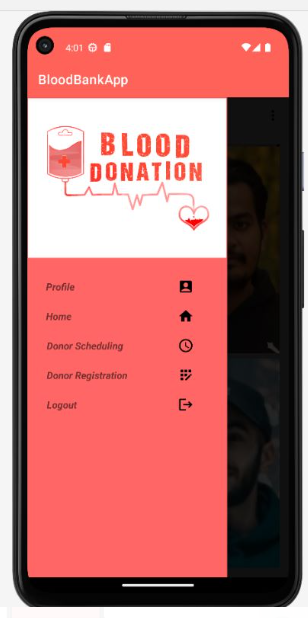 4:01
BloodBankApp
BLOOD
DONATION
Profile
Home
Donor Scheduling
Donor Registration
Logout